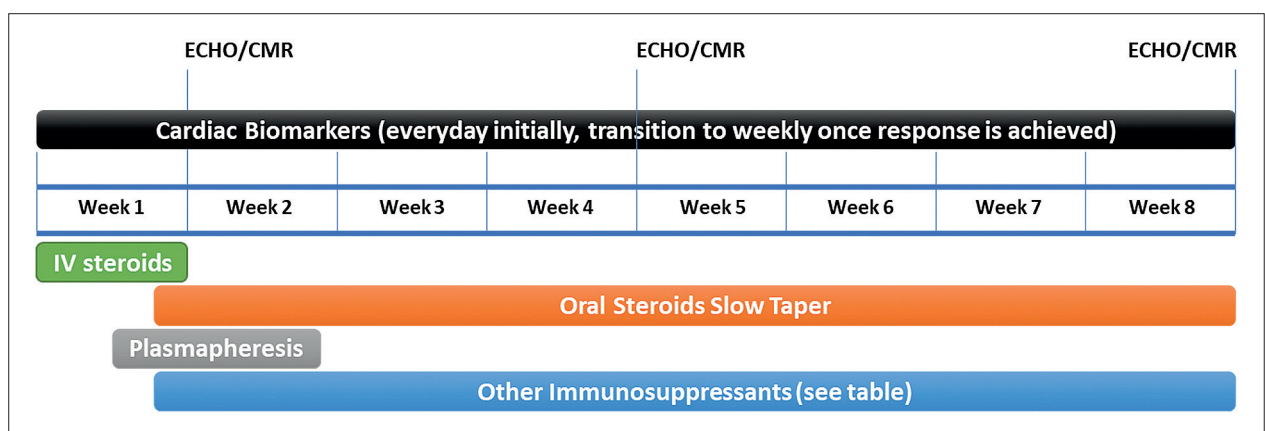 ECHO/CMR ECHO/CMR ECHO/CMR
Cardiac Biomarkers (everyday initially, transition to weekly once response is achieved)
Week 1 Week 2 Week 3 Week 4 Week 5 Week 6 Week 7 Week 8
IV steroids
Oral Steroids Slow Taper
Plasmapheresis
Other Immunosuppressants (see table)